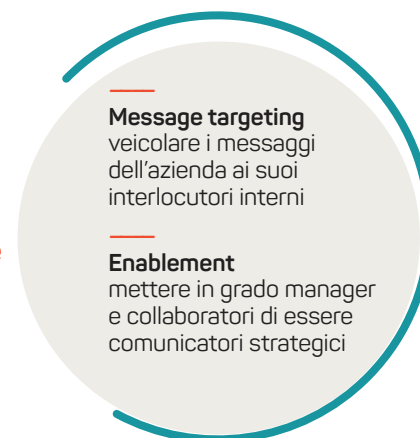 Message targeting
veicolare i messaggi
dell’azienda ai suoi
interlocutori interni
Enablement
mettere in grado manager
e collaboratori di essere
comunicatori strategici